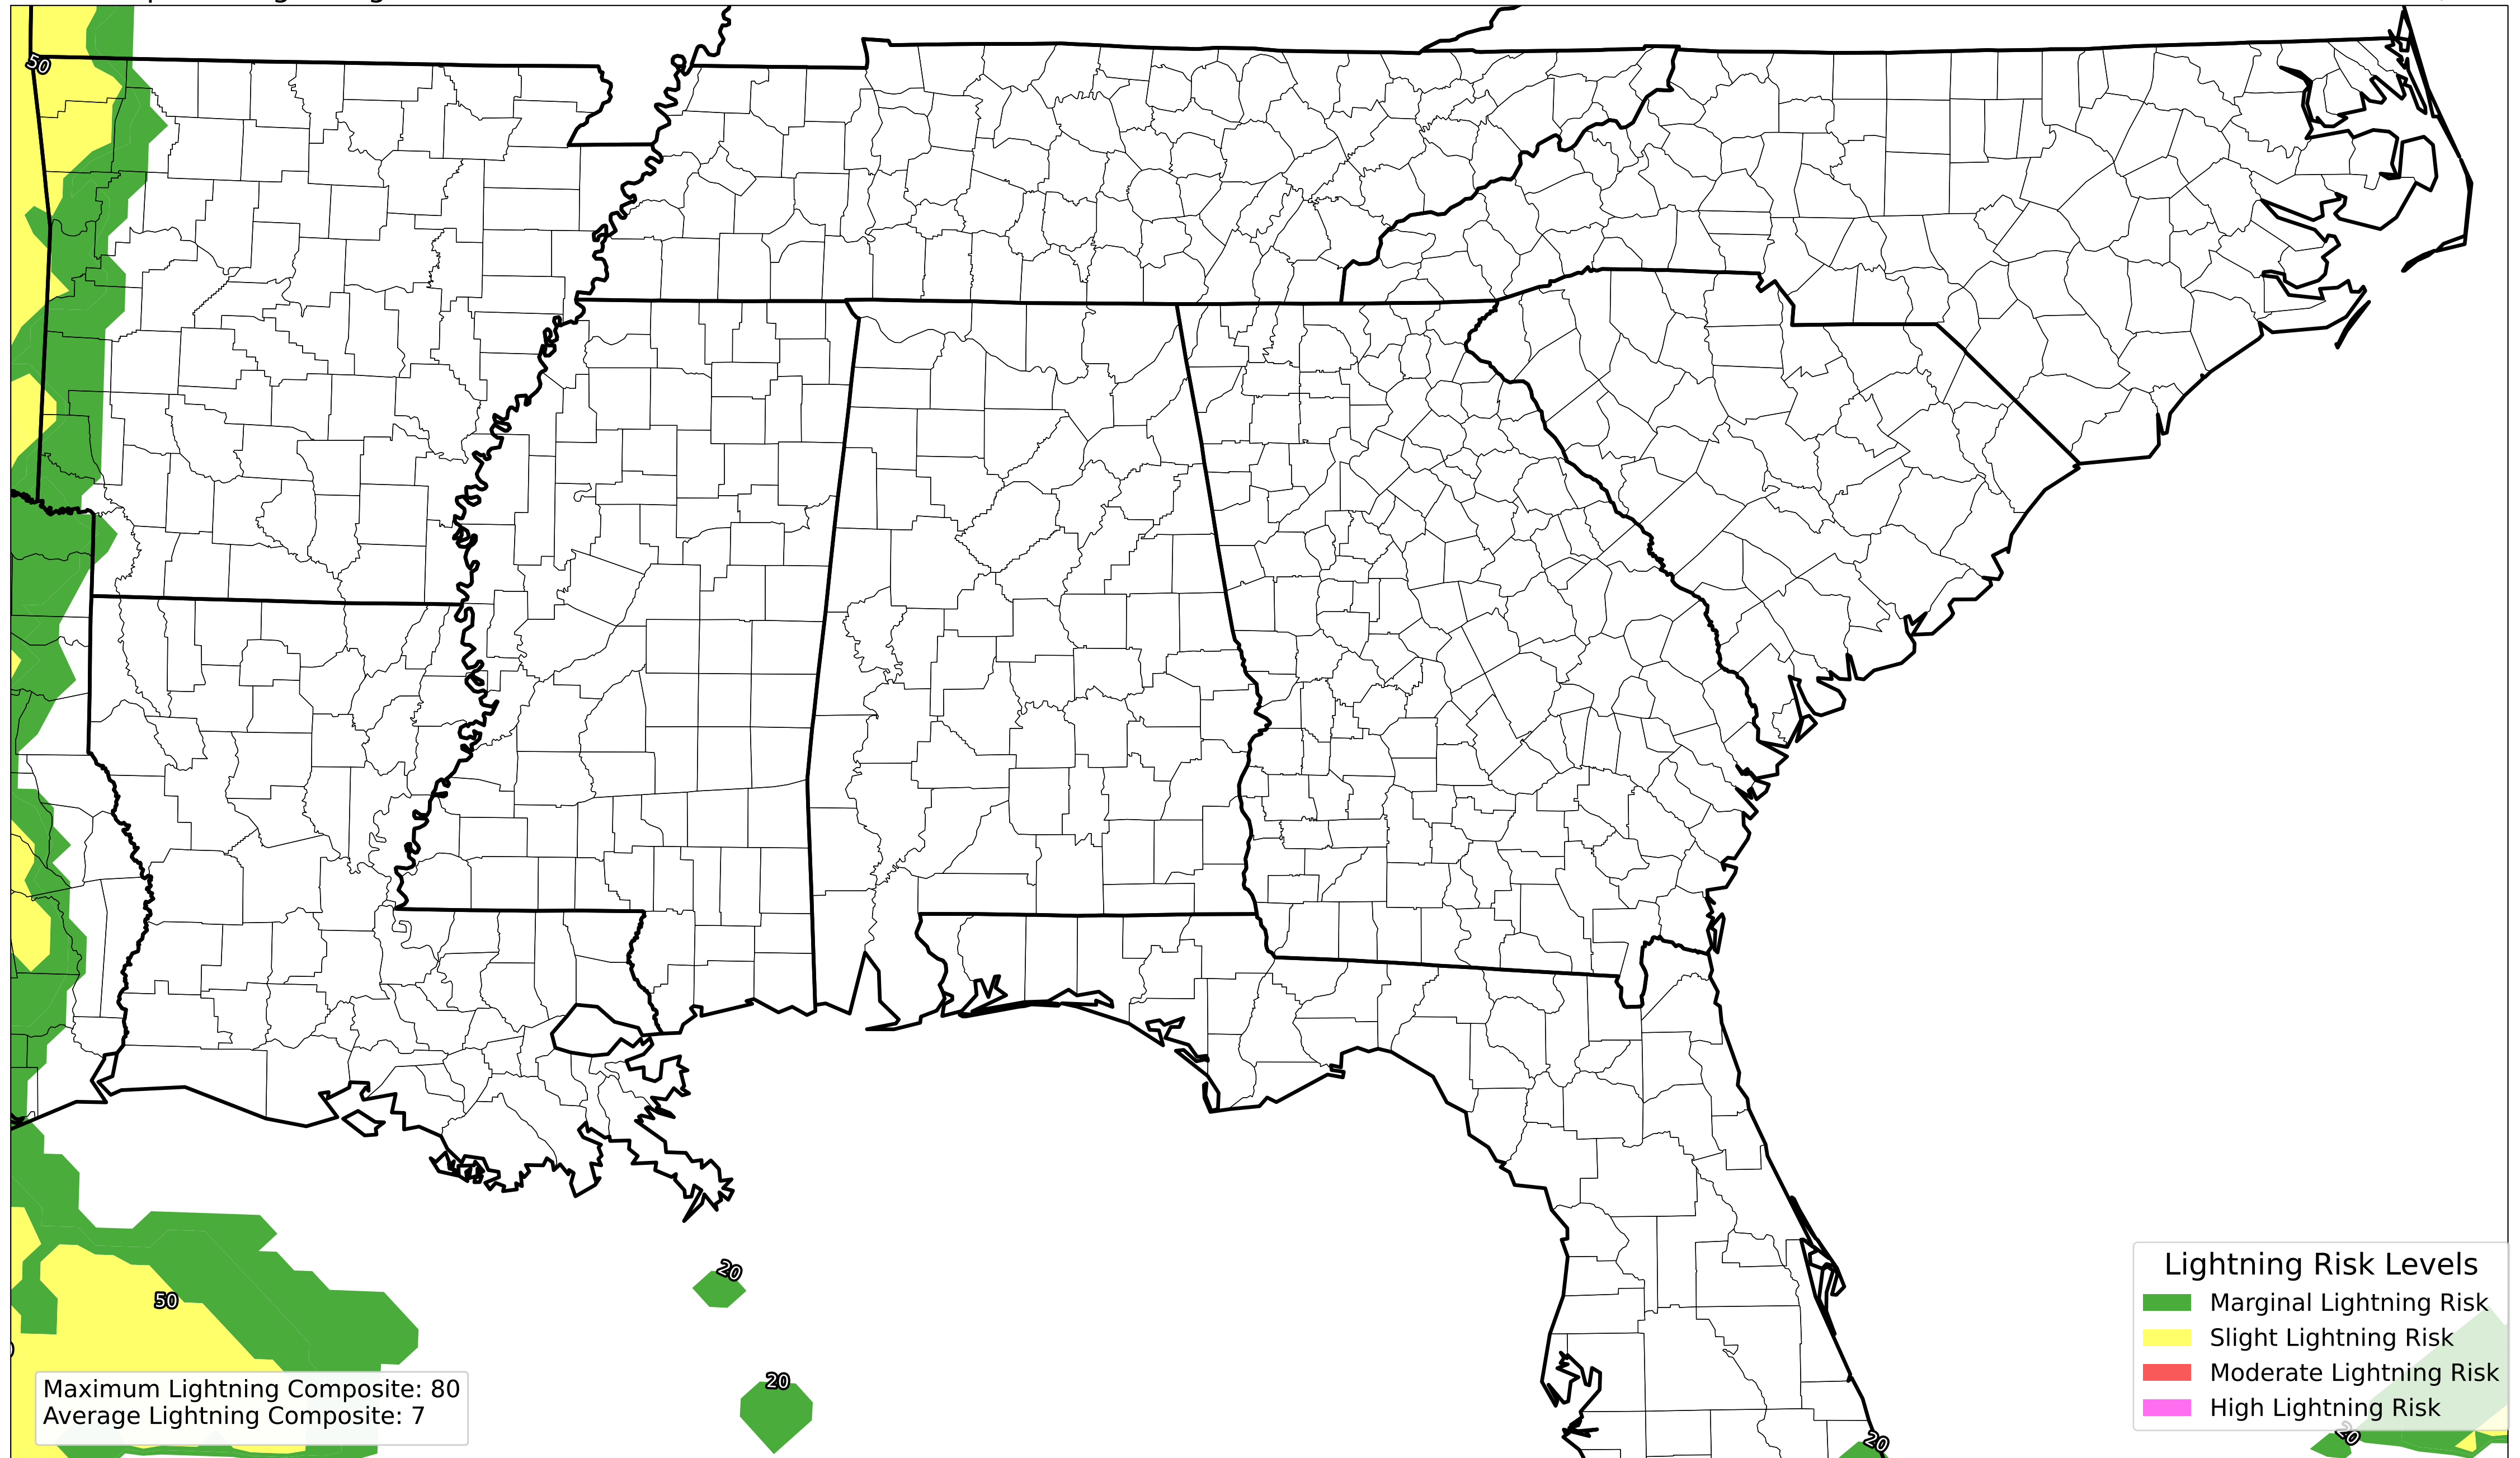 50
50
20
20
20
20
Lightning Risk Levels
Marginal Lightning Risk
Slight Lightning Risk
Moderate Lightning Risk
High Lightning Risk
Maximum Lightning Composite: 80
Average Lightning Composite: 7